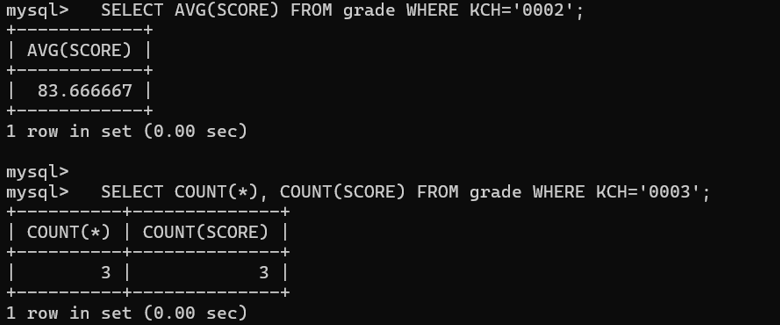 mysql>   SELECT AVG(SCORE) FROM grade WHERE KCH='0002';
+------------+
| AVG(SCORE) |
+------------+
|  83.666667 |
+------------+
1 row in set (0.00 sec)

mysql>
mysql>   SELECT COUNT(*), COUNT(SCORE) FROM grade WHERE KCH='0003';
+----------+--------------+
| COUNT(*) | COUNT(SCORE) |
+----------+--------------+
|        3 |            3 |
+----------+--------------+
1 row in set (0.00 sec)